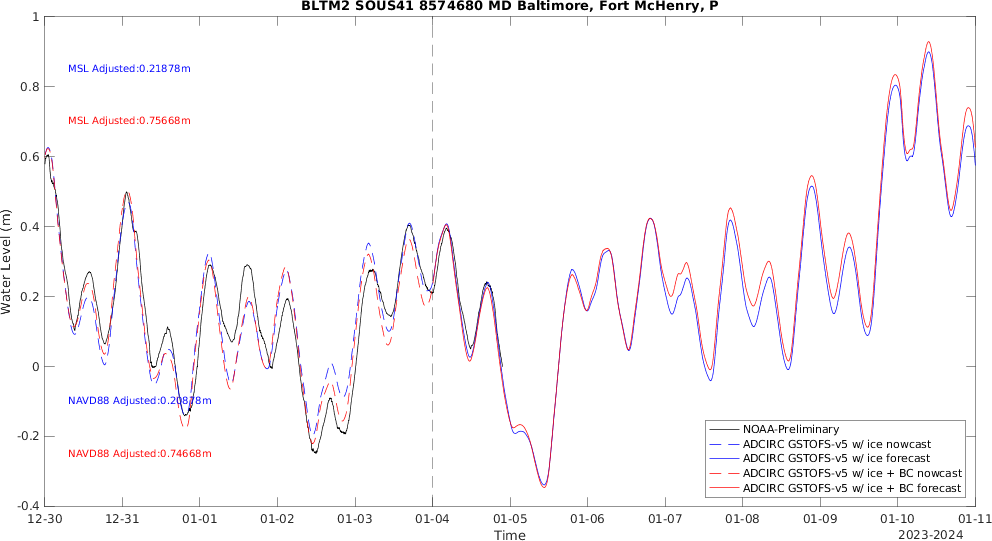 BLTM2 SOUS41 8574680 MD Baltimore, Fort McHenry, P
1
0.8
0.6
0.4
0.2
0
-0.2
-0.4
Water Level (m)
MSL Adjusted:0.21878m
MSL Adjusted:0.75668m
NAVD88 Adjusted:0.20878m
NAVD88 Adjusted:0.74668m
NOAA-Preliminary
ADCIRC GSTOFS-v5 w/ ice nowcast
ADCIRC GSTOFS-v5 w/ ice forecast
ADCIRC GSTOFS-v5 w/ ice + BC nowcast
ADCIRC GSTOFS-v5 w/ ice + BC forecast
12-30 12-31 01-01 01-02 01-03 01-04 01-05 01-06 01-07 01-08 01-09 01-10 01-11
Time
2023-2024